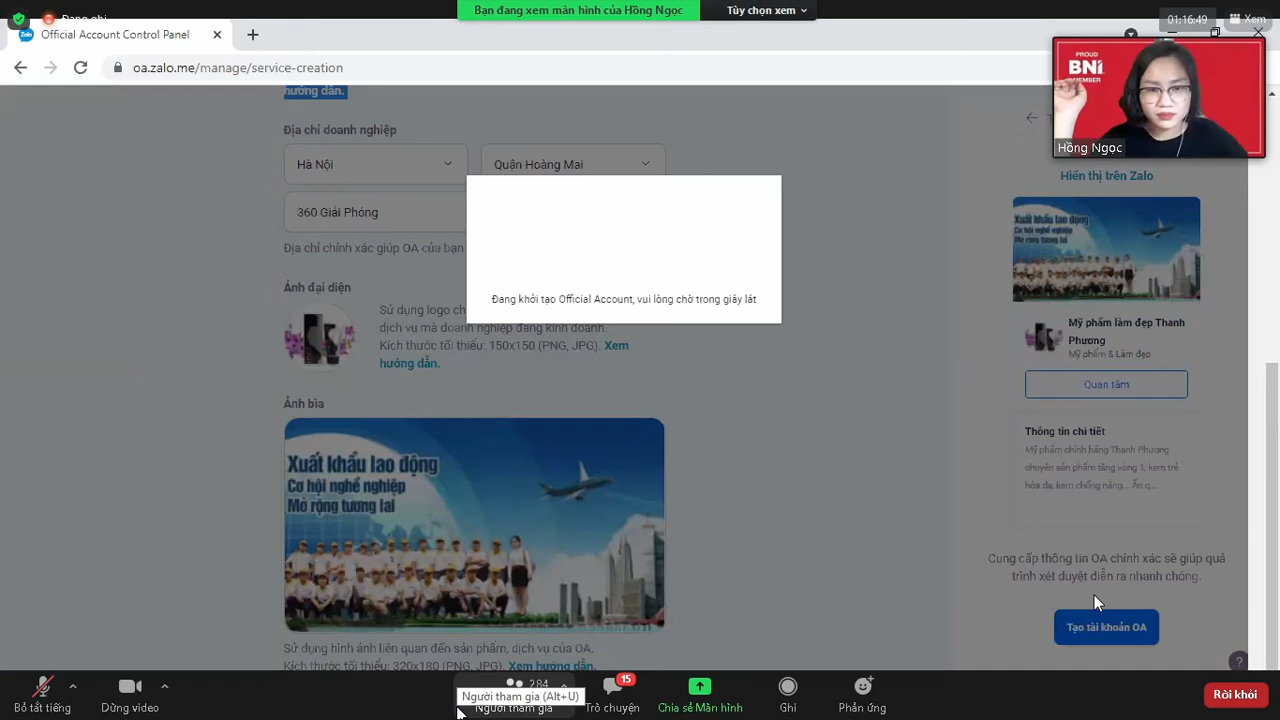 Đang ghi
Bạn đang xem màn hình của Hồng Ngọc
Tùy chọn xem
01:16:49
Xem
Zalo
Official Account Control Panel
oa.zalo.me/manage/service-creation
hướng dẫn.
PROUD
BNI
MEMBER
Hồng Ngọc
Địa chỉ doanh nghiệp
Hà Nội
Quận Hoàng Mai
360 Giải Phóng
Địa chỉ chính xác giúp OA của bạn
Đang khởi tạo Official Account, vui lòng chờ trong giây lát
Ảnh đại diện
Sử dụng logo
dịch vụ mà doanh nghiệp đang kinh doanh.
Kích thước tối thiểu: 150x150 (PNG, JPG). Xem
hướng dẫn.
Ảnh bìa
Xuất khẩu lao động
Cơ hội nghề nghiệp
Mở rộng tương lai
Sử dụng hình ảnh liên quan đến sản phẩm, dịch vụ của OA.
Kích thước tối thiểu: 320x180 (PNG, JPG). Xem hướng dẫn.
Hiển thị trên Zalo
Xuất khẩu lao động
Cơ hội nghề nghiệp
Mở rộng tương lai
Mỹ phẩm làm đẹp Thanh
Phương
Mỹ phẩm & Làm đẹp
Quan tâm
Thông tin chi tiết
Mỹ phẩm chính hãng Thanh Phương
chuyên sản phẩm tăng vòng 1, kem trẻ
hóa da, kem chống nắng... Ấn q...
Cung cấp thông tin OA chính xác sẽ giúp quá
trình xét duyệt diễn ra nhanh chóng.
Tạo tài khoản OA
?
284
15
Người tham gia (Alt+U)
Bỏ tắt tiếng
Dừng video
Người tham gia
Trò chuyện
Chia sẻ Màn hình
Ghi
Phản ứng
Rời khỏi